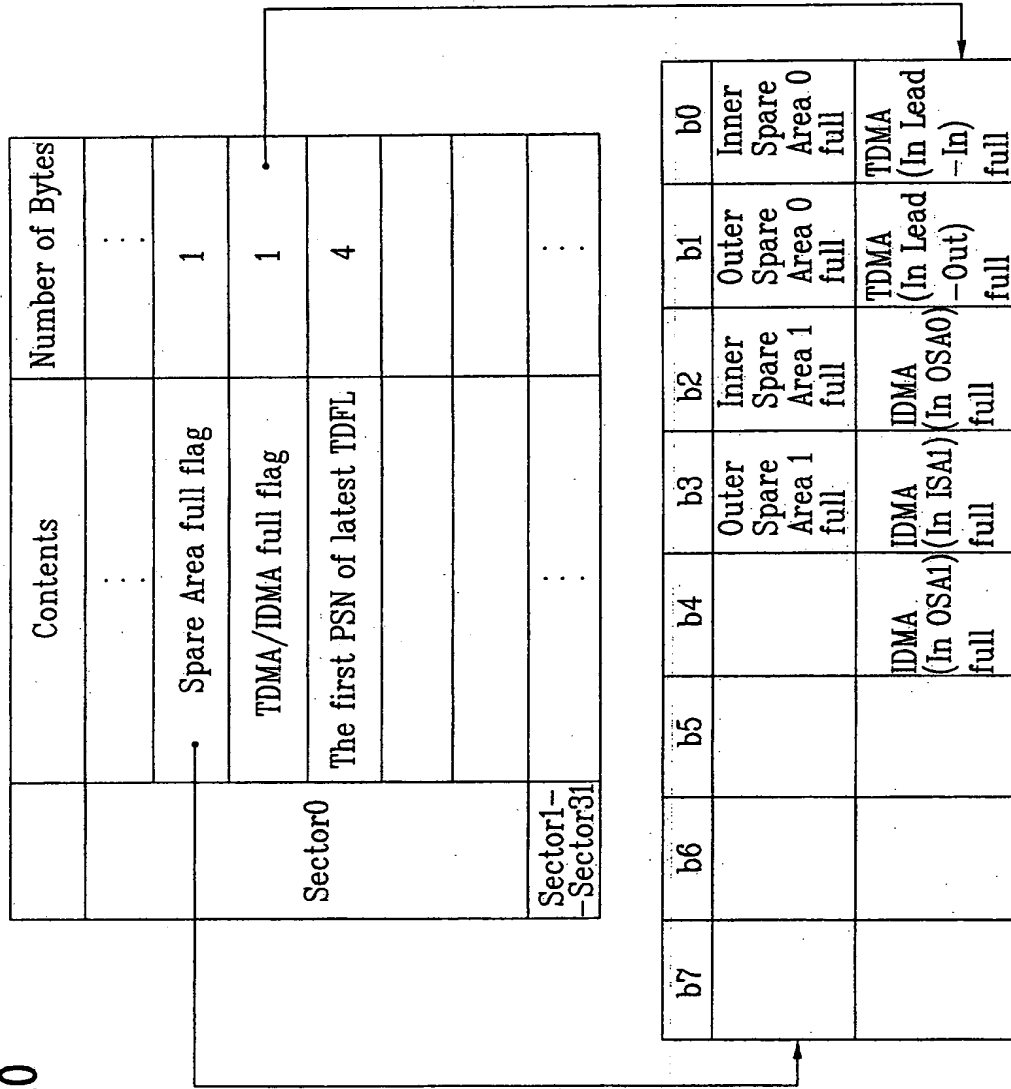 0
Contents
Number of Bytes
Sector0
...
...
Spare Area full flag
1
TDMA/IDMA full flag
1
The first PSN of latest TDFL
4
Sector1-
-Sector31
...
...
b7
b6
b5
b4
b3
b2
b1
b0
Outer
Spare
Area 1
full
Inner
Spare
Area 1
full
Outer
Spare
Area 0
full
Inner
Spare
Area 0
full
IDMA
(In OSA1)
full
IDMA
(In ISA1)
full
IDMA
(In OSA0)
full
TDMA
(In Lead
-Out)
full
TDMA
(In Lead
-In)
full